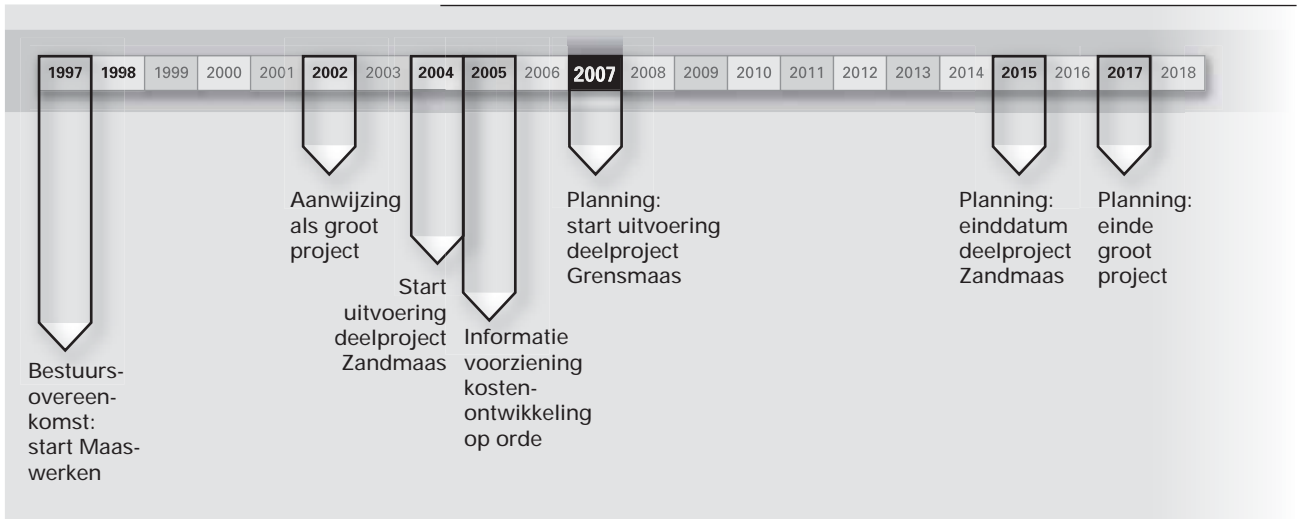 1997 1998 1999 2000 2001 2002 2003 2004 2005 2006 2007 2008 2009 2010 2011 2012 2013 2014 2015 2016 2017 2018
Bestuurs-
overeen-
komst:
start Maas-
werken
Aanwijzing
als groot
project
Start
uitvoering
deelproject
Zandmaas
Informatie
voorziening
kosten-
ontwikkeling
op orde
Planning:
start uitvoering
deelproject
Grensmaas
Planning:
einddatum
deelproject
Zandmaas
Planning:
einde
groot
project